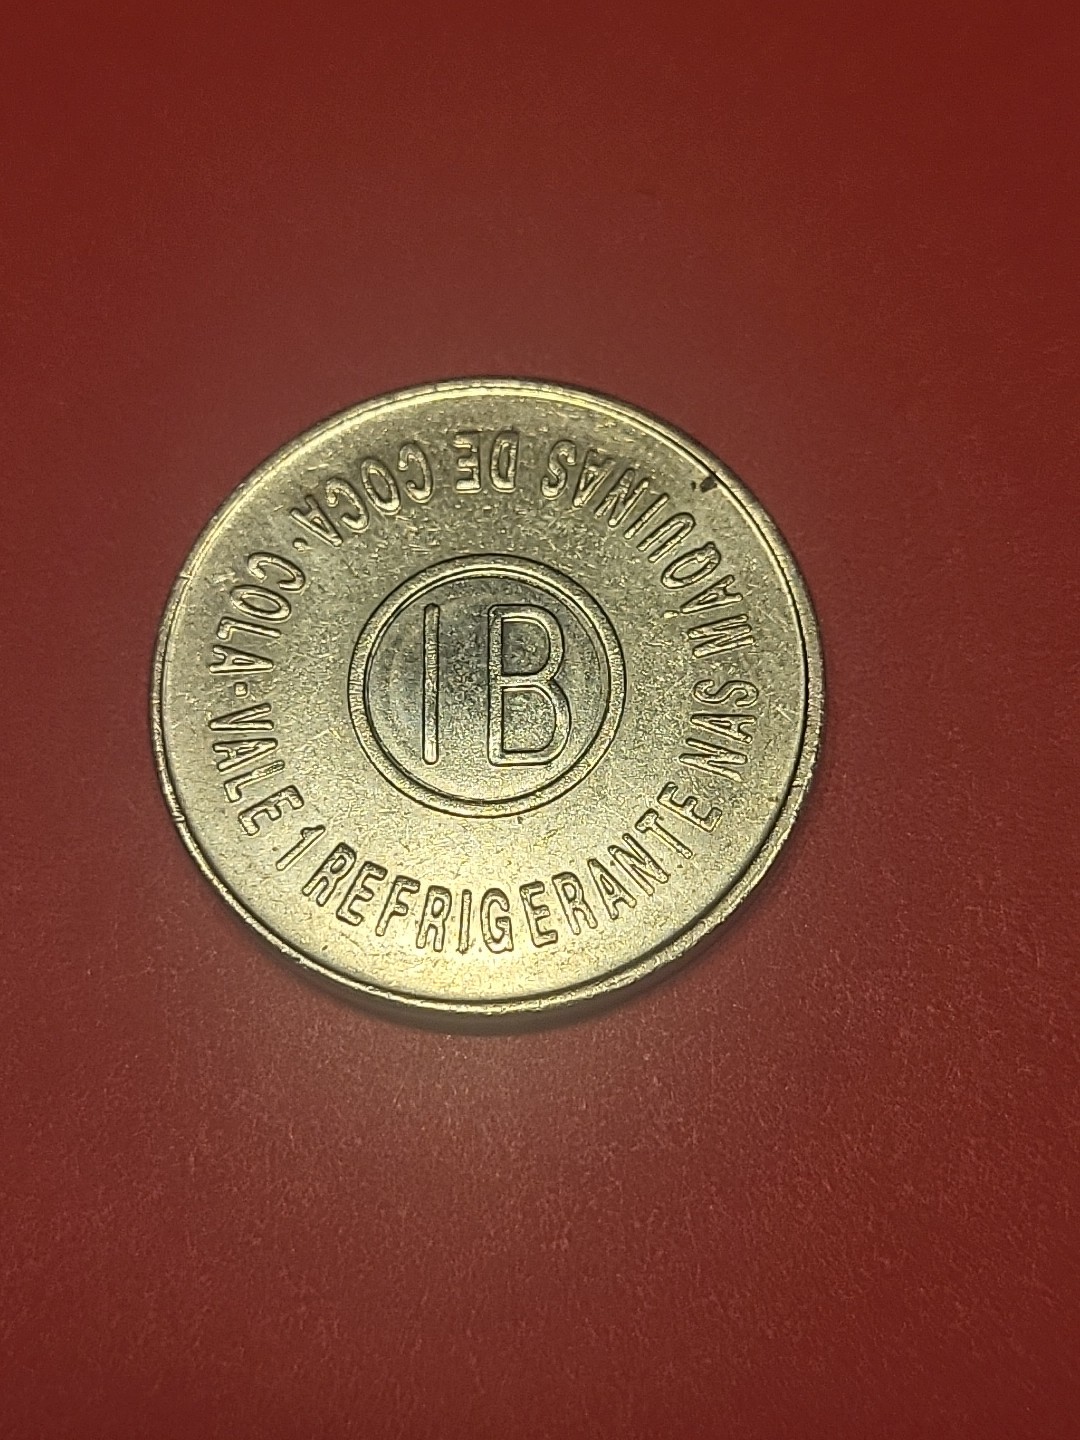 VALE 1 REFRIGERANTE NAS MAQUINAS DE COCA·COLA·
IB